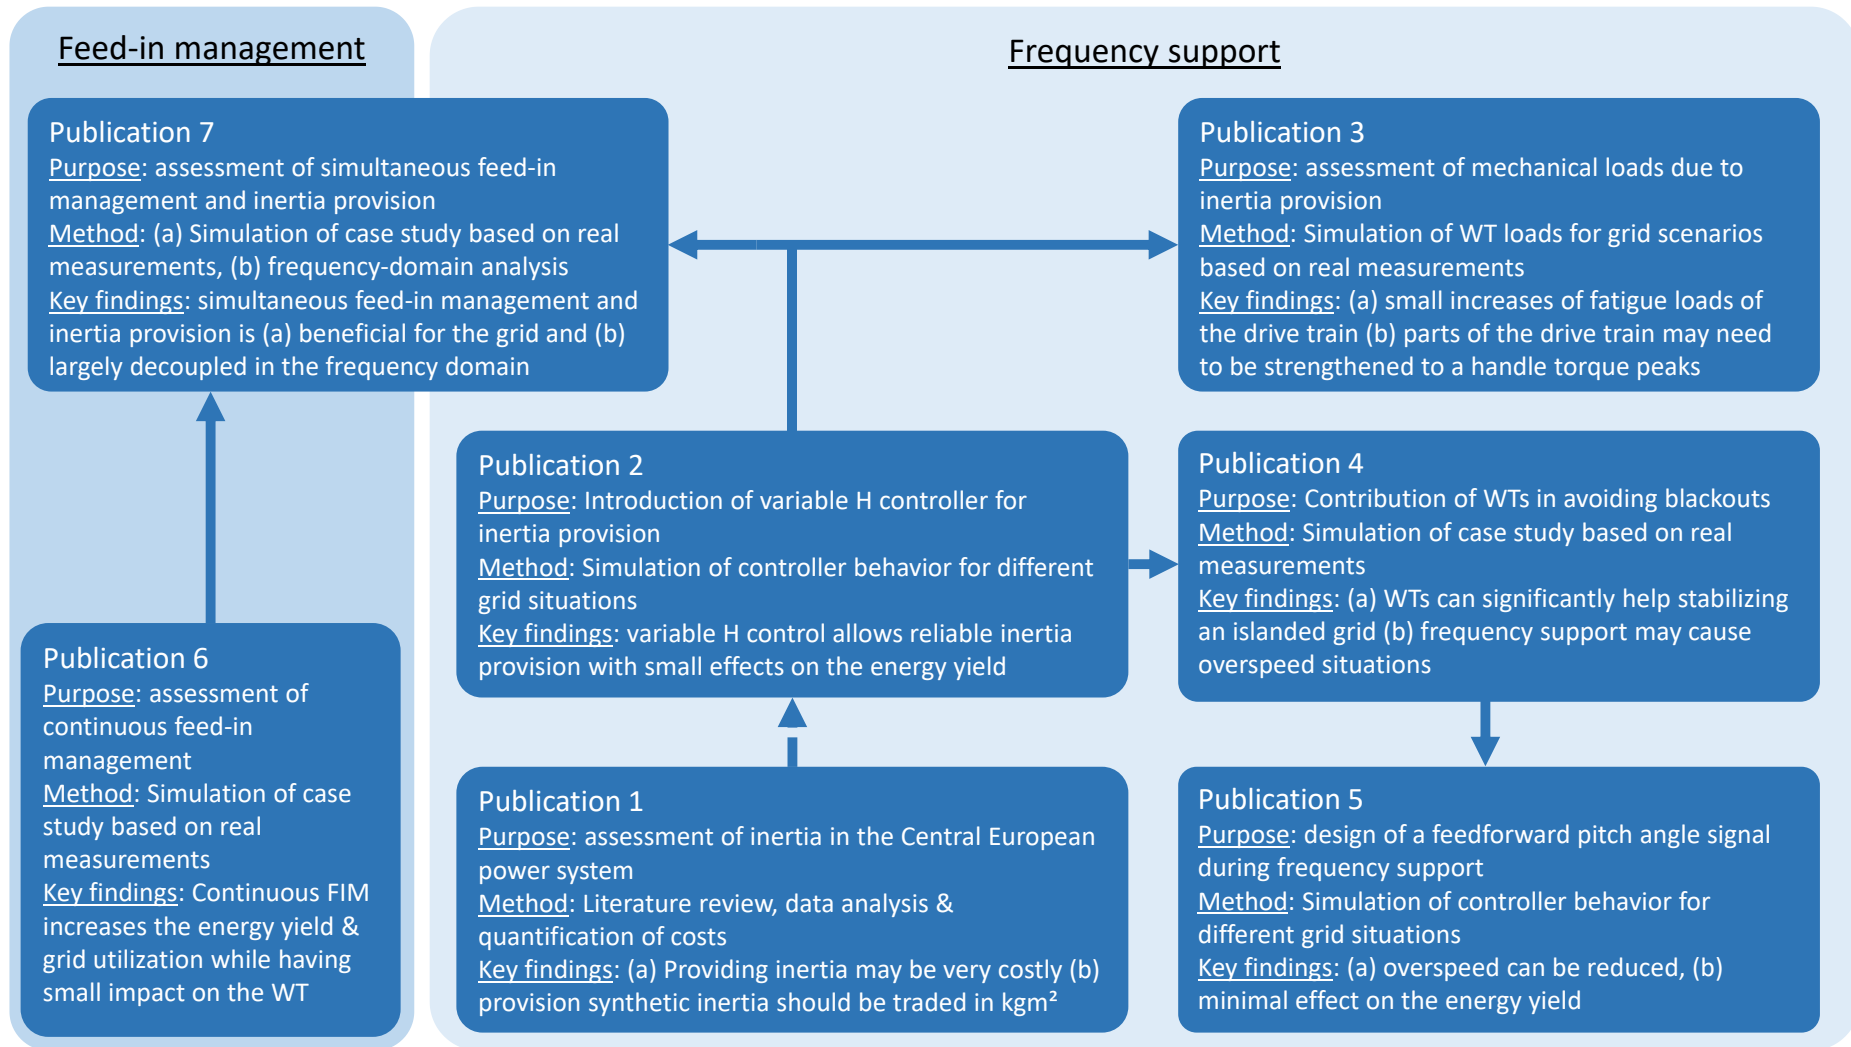 Feed-in management
Frequency support
Publication 7
Purpose: assessment of simultaneous feed-in
management and inertia provision
Method: (a) Simulation of case study based on real
measurements, (b) frequency-domain analysis
Key findings: simultaneous feed-in management and
inertia provision is (a) beneficial for the grid and (b)
largely decoupled in the frequency domain
Publication 3
Purpose: assessment of mechanical loads due to
inertia provision
Method: Simulation of WT loads for grid scenarios
based on real measurements
Key findings: (a) small increases of fatigue loads of
the drive train (b) parts of the drive train may need
to be strengthened to a handle torque peaks
Publication 2
Purpose: Introduction of variable H controller for
inertia provision
Method: Simulation of controller behavior for different
grid situations
Key findings: variable H control allows reliable inertia
provision with small effects on the energy yield
Publication 4
Purpose: Contribution of WTs in avoiding blackouts
Method: Simulation of case study based on real
measurements
Key findings: (a) WTs can significantly help stabilizing
an islanded grid (b) frequency support may cause
overspeed situations
Publication 6
Purpose: assessment of
continuous feed-in
management
Method: Simulation of case
study based on real
measurements
Key findings: Continuous FIM
increases the energy yield &
grid utilization while having
small impact on the WT
Publication 1
Purpose: assessment of inertia in the Central European
power system
Method: Literature review, data analysis &
quantification of costs
Key findings: (a) Providing inertia may be very costly (b)
provision synthetic inertia should be traded in kgm²
Publication 5
Purpose: design of a feedforward pitch angle signal
during frequency support
Method: Simulation of controller behavior for
different grid situations
Key findings: (a) overspeed can be reduced, (b)
minimal effect on the energy yield